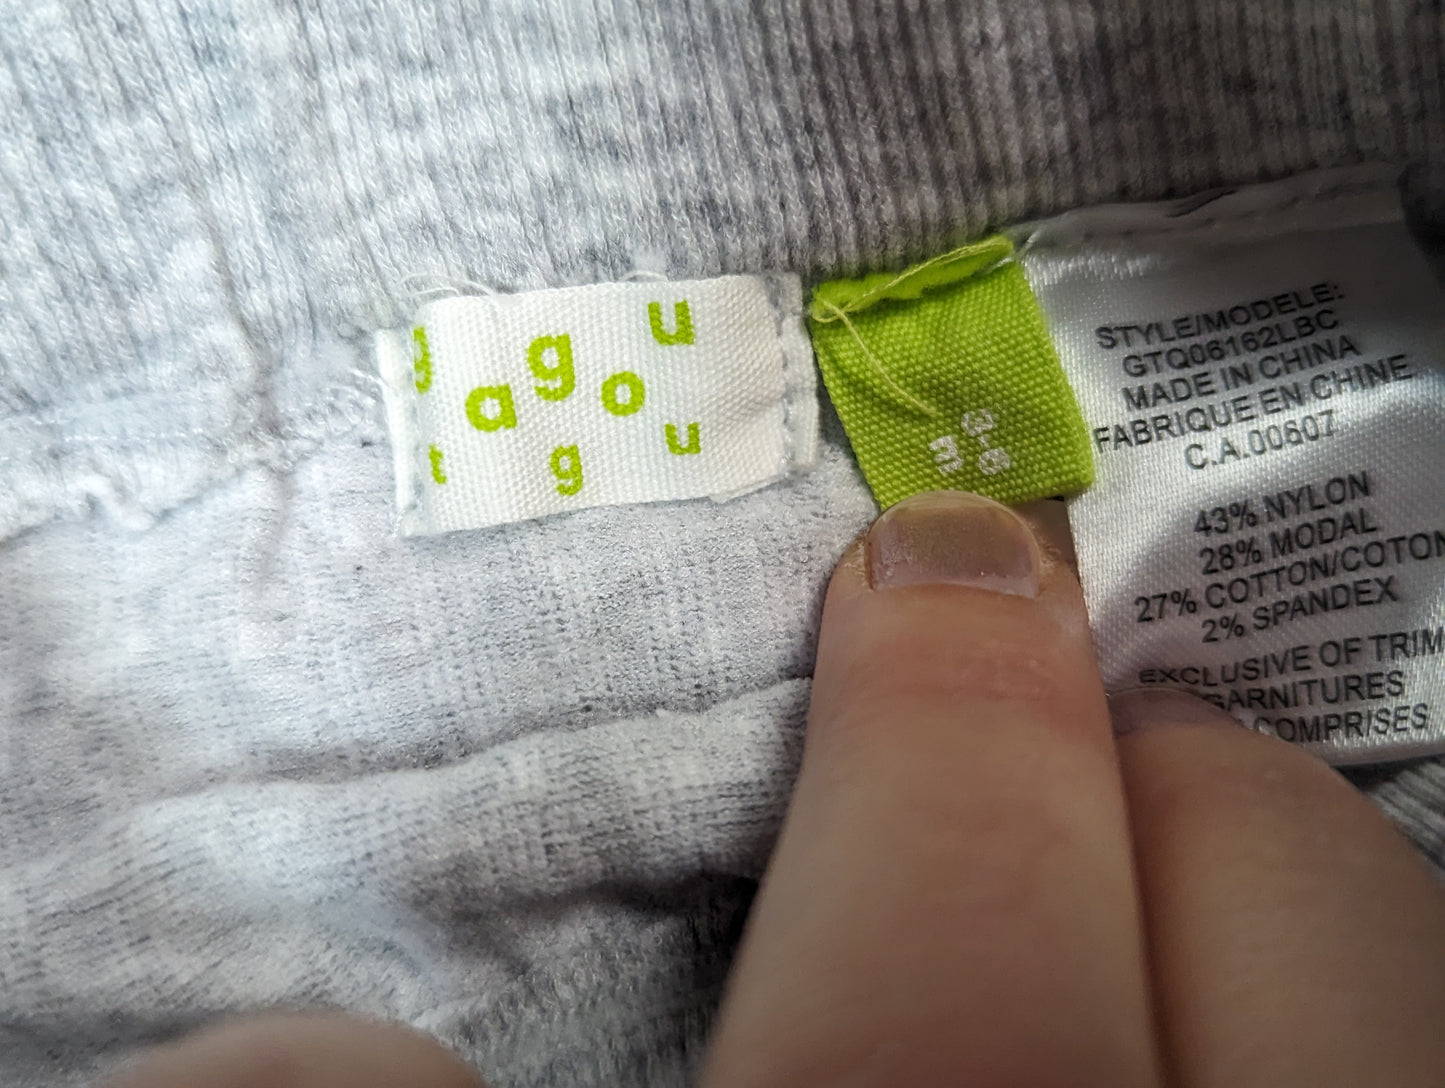 gagou
t g u
3-6
m
STYLE/MODELE:
GTQ06162LBC
MADE IN CHINA
FABRIQUE EN CHINE
C.A.00607
43% NYLON
28% MODAL
27% COTTON/COTON
2% SPANDEX
EXCLUSIVE OF TRIM
GARNITURES
COMPRISES